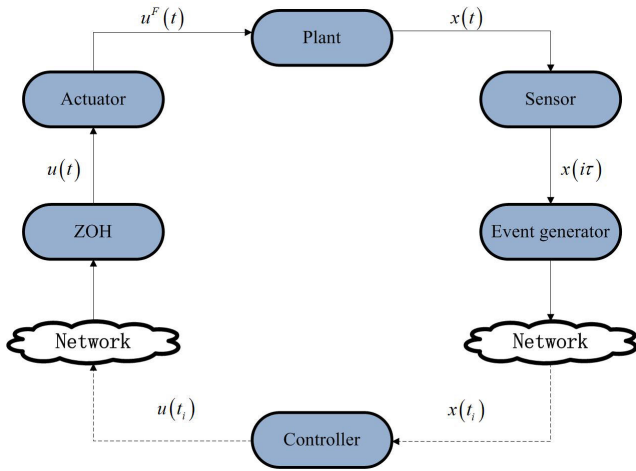 u^F(t)
Plant
x(t)
Actuator
Sensor
u(t)
x(iτ)
ZOH
Event generator
Network
Network
u(t_i)
x(t_i)
Controller